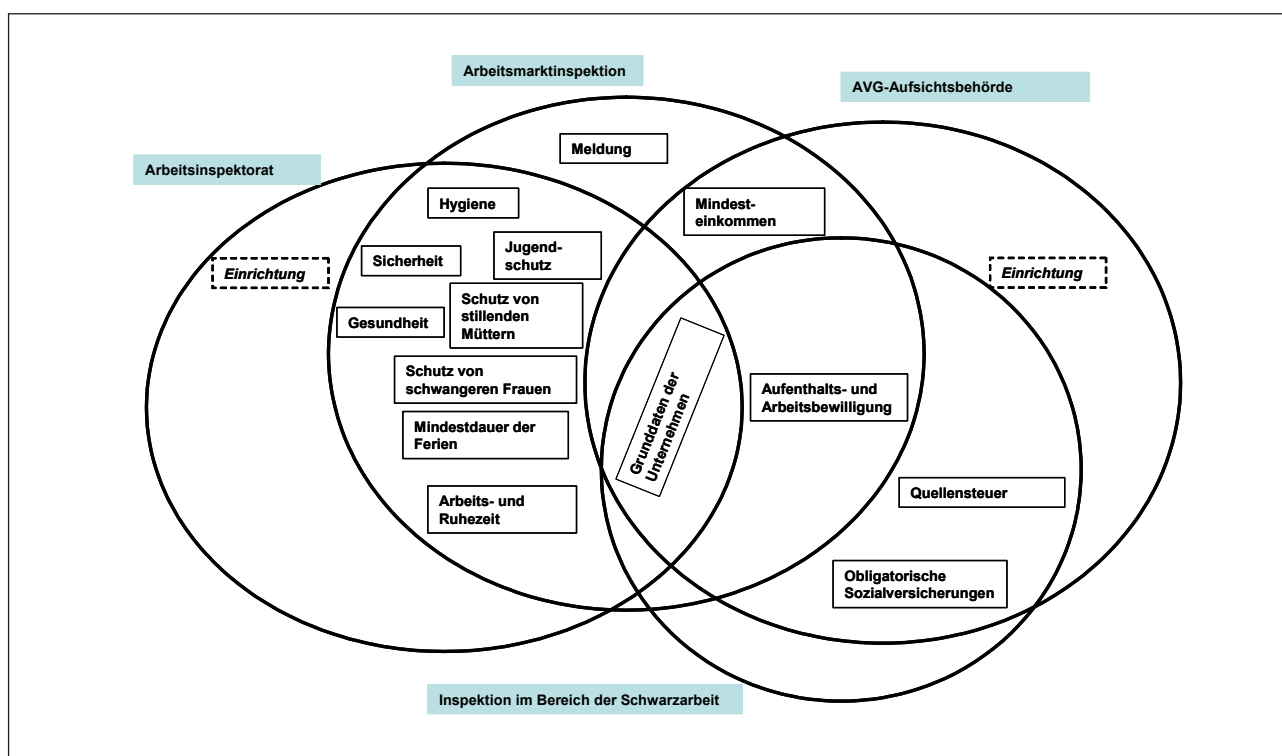 Arbeitsmarktinspektion
AVG-Aufsichtsbehörde
Arbeitsinspektorat
Meldung
Hygiene
Mindest-
einkommen
Jugend-
schutz
Sicherheit
Einrichtung
Einrichtung
Schutz von
stillenden
Müttern
Gesundheit
Schutz von
schwangeren Frauen
Grunddaten der
Unternehmen
Aufenthalts- und
Arbeitsbewilligung
Mindestdauer der
Ferien
Arbeits- und
Ruhezeit
Quellensteuer
Obligatorische
Sozialversicherungen
Inspektion im Bereich der Schwarzarbeit